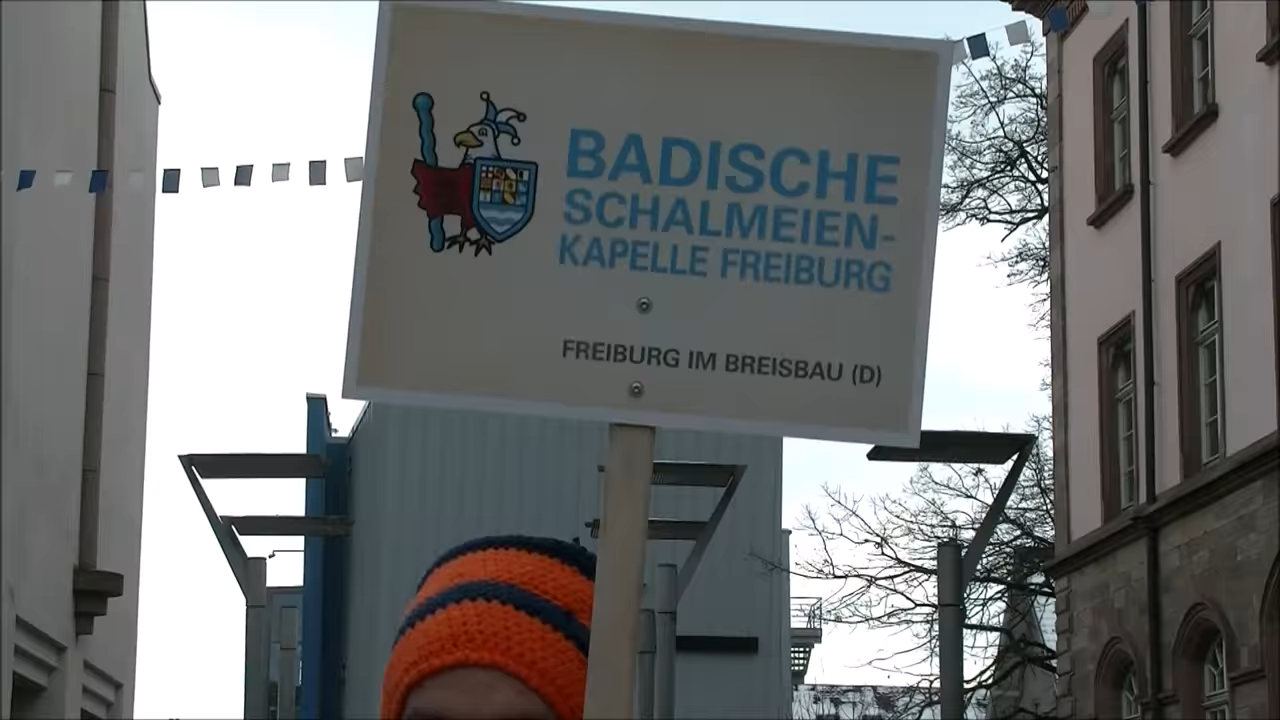 BADISCHE
SCHALMEIEN-
KAPELLE FREIBURG
FREIBURG IM BREISBAU (D)